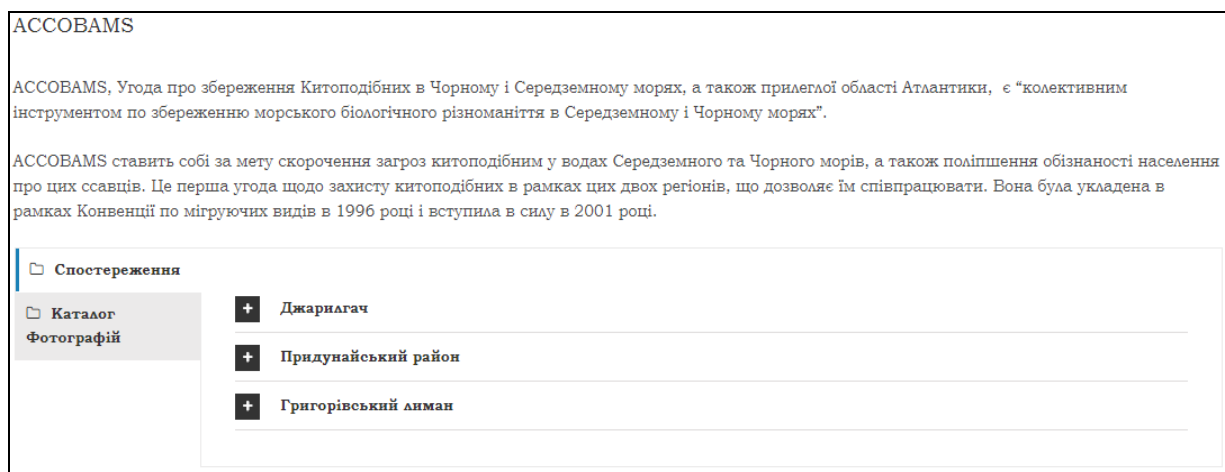 ACCOBAMS
ACCOBAMS, Угода про збереження Китоподібних в Чорному і Середземному морях, а також прилеглої області Атлантики, є “колективним
інструментом по збереженню морського біологічного різноманіття в Середземному і Чорному морях”.
ACCOBAMS ставить собі за мету скорочення загроз китоподібним у водах Середземного та Чорного морів, а також поліпшення обізнаності населення
про цих ссавців. Це перша угода щодо захисту китоподібних в рамках цих двох регіонів, що дозволяє їм співпрацювати. Вона була укладена в
рамках Конвенції по мігруючих видів в 1996 році і вступила в силу в 2001 році.
Спостереження
Каталог
Фотографій
+ Джарилгач
+ Придунайський район
+ Григорівський лиман